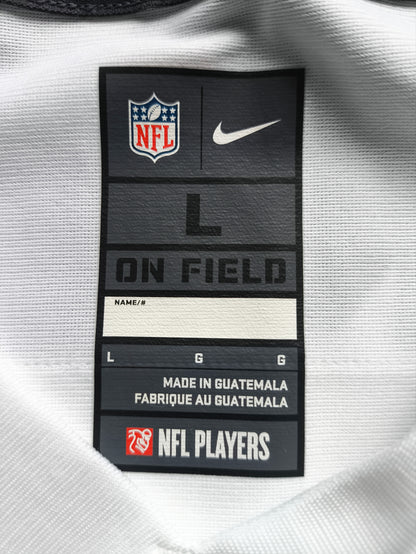 NFL
L
ON FIELD
NAME/#
L G G
MADE IN GUATEMALA
FABRIQUE AU GUATEMALA
NFL PLAYERS